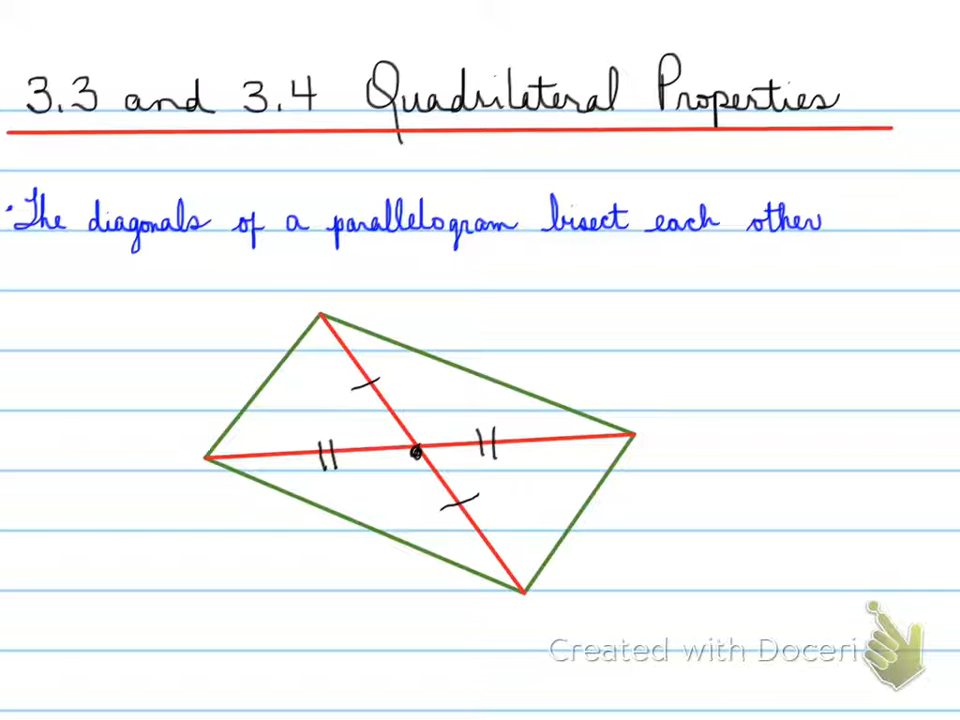 3.3 and 3.4 Quadrilateral Properties
• The diagonals of a parallelogram bisect each other
Created with Doceri